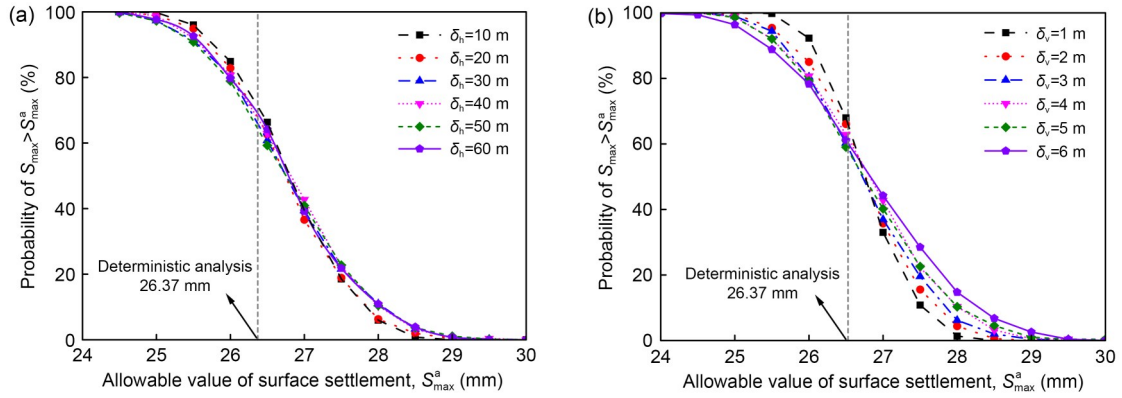 (a)
Probability of Smax>Sᵃmax (%)
100
80
60
40
20
0
24 25 26 27 28 29 30
Allowable value of surface settlement, Sᵃmax (mm)
δh=10 m
δh=20 m
δh=30 m
δh=40 m
δh=50 m
δh=60 m
Deterministic analysis
26.37 mm
(b)
Probability of Smax>Sᵃmax (%)
100
80
60
40
20
0
24 25 26 27 28 29 30
Allowable value of surface settlement, Sᵃmax (mm)
δv=1 m
δv=2 m
δv=3 m
δv=4 m
δv=5 m
δv=6 m
Deterministic analysis
26.37 mm